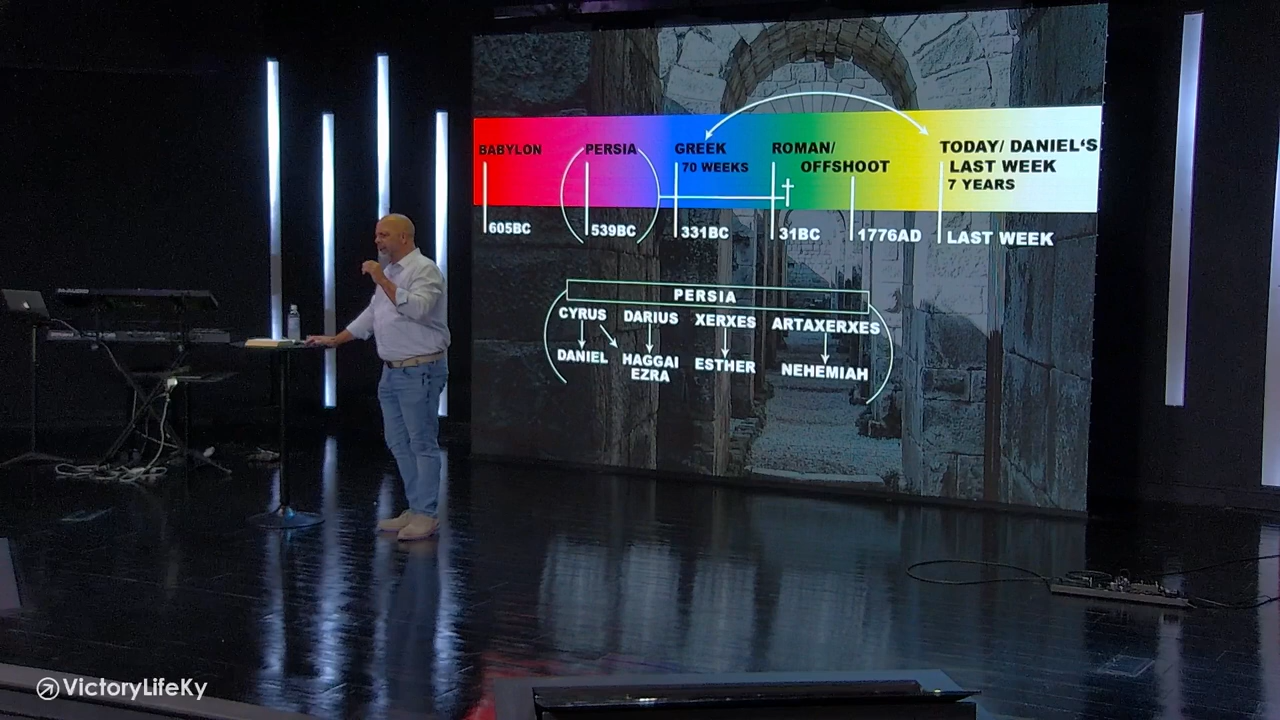 BABYLON
PERSIA
GREEK
70 WEEKS
ROMAN/
OFFSHOOT
TODAY/ DANIEL'S
LAST WEEK
7 YEARS
605BC
539BC
331BC
31BC
1776AD
LAST WEEK
PERSIA
CYRUS
DARIUS
XERXES
ARTAXERXES
DANIEL
HAGGAI
EZRA
ESTHER
NEHEMIAH
VictoryLifeKy